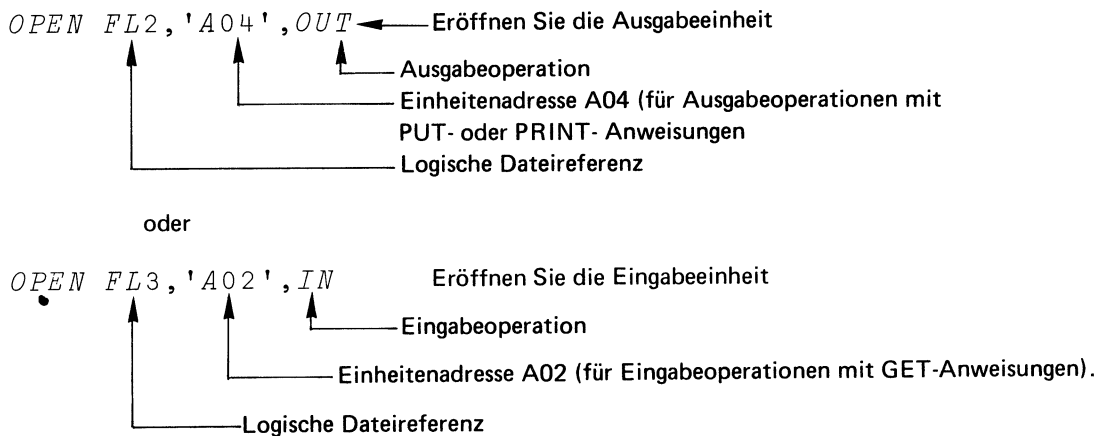 OPEN FL2,'A04',OUT Eröffnen Sie die Ausgabeeinheit
Ausgabeoperation
Einheitenadresse A04 (für Ausgabeoperationen mit
PUT- oder PRINT- Anweisungen
Logische Dateireferenz
oder
OPEN FL3,'A02',IN Eröffnen Sie die Eingabeeinheit
Eingabeoperation
Einheitenadresse A02 (für Eingabeoperationen mit GET-Anweisungen).
Logische Dateireferenz